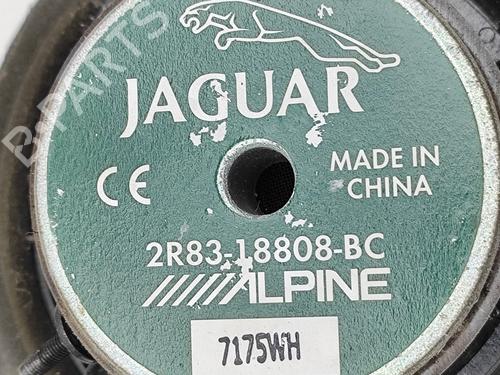 B-PARTS
JAGUAR
CE
MADE IN
CHINA
2R83-18808-BC
ALPINE
7175WH